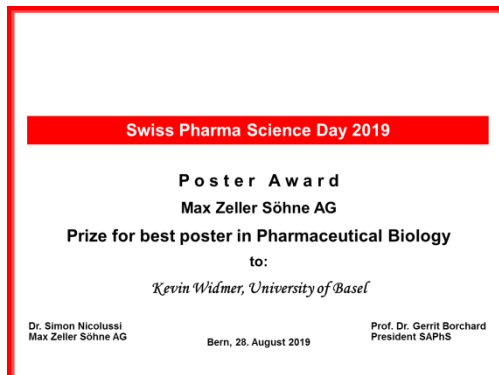 Swiss Pharma Science Day 2019
Poster Award
Max Zeller Söhne AG
Prize for best poster in Pharmaceutical Biology
to:
Kevin Widmer, University of Basel
Dr. Simon Nicolussi
Max Zeller Söhne AG
Bern, 28. August 2019
Prof. Dr. Gerrit Borchard
President SAPhS